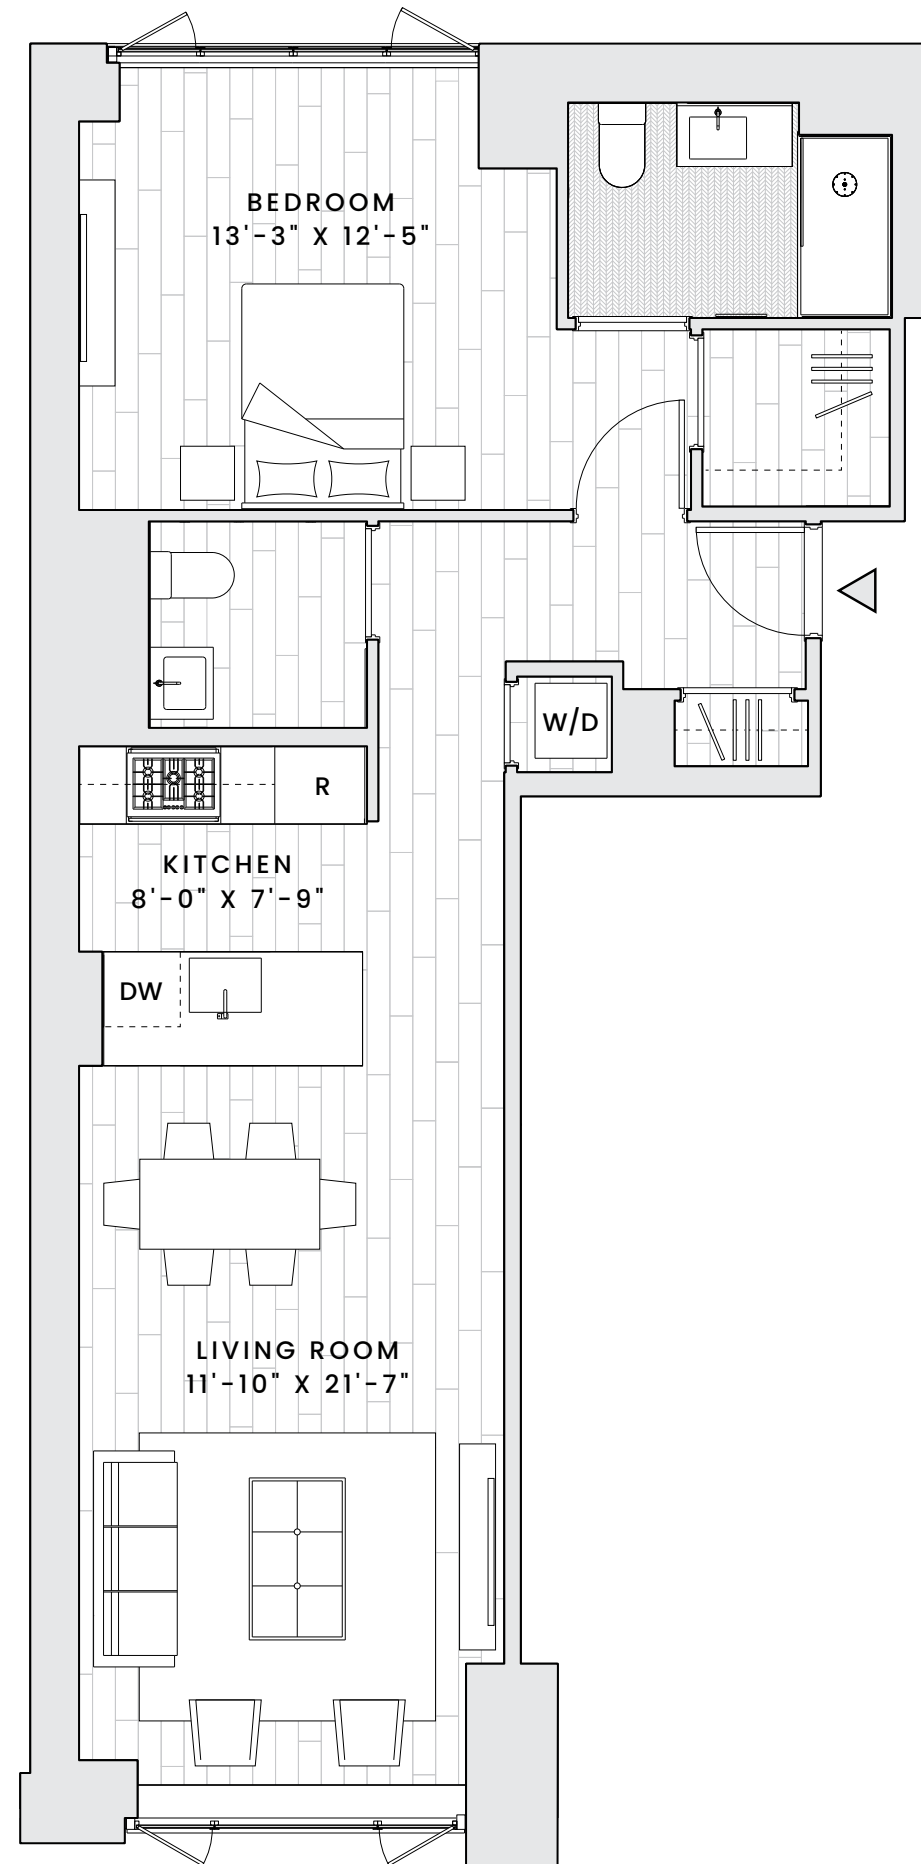 BEDROOM
13'-3" X 12'-5"
W/D
R
KITCHEN
8'-0" X 7'-9"
DW
LIVING ROOM
11'-10" X 21'-7"